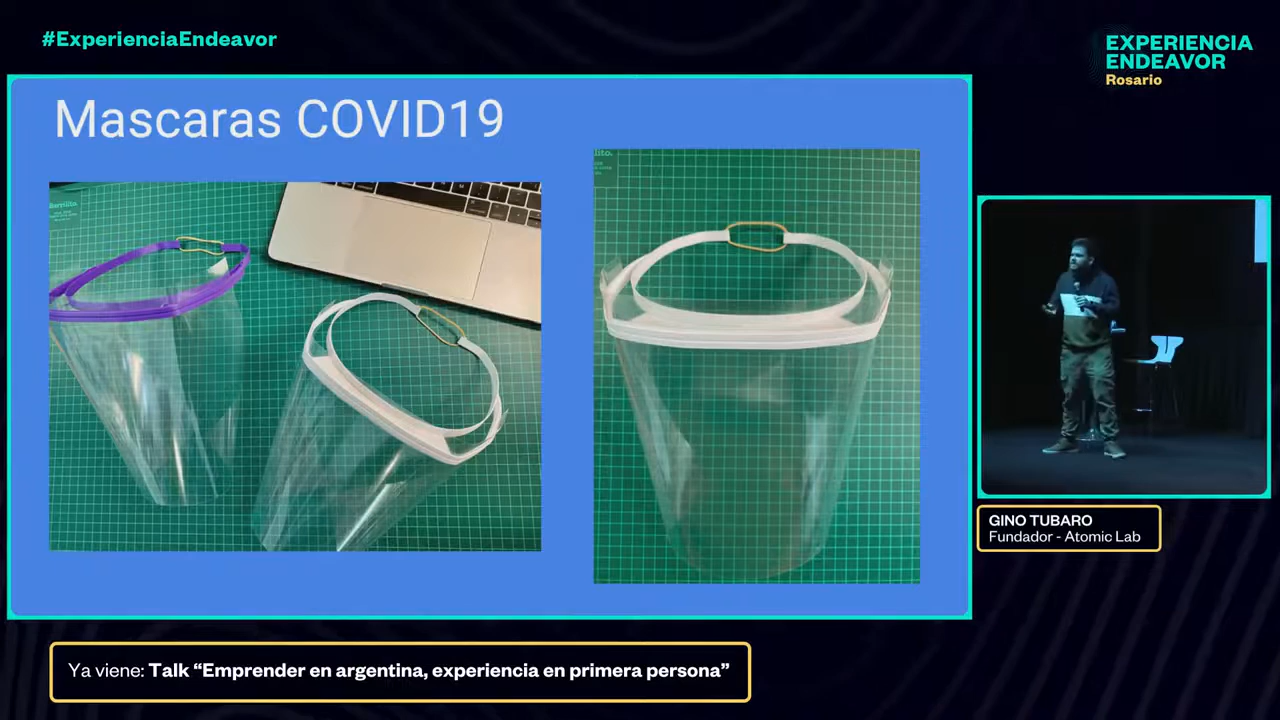 #ExperienciaEndeavor
EXPERIENCIA
ENDEAVOR
Rosario
Mascaras COVID19
GINO TUBARO
Fundador - Atomic Lab
Ya viene: Talk “Emprender en argentina, experiencia en primera persona”